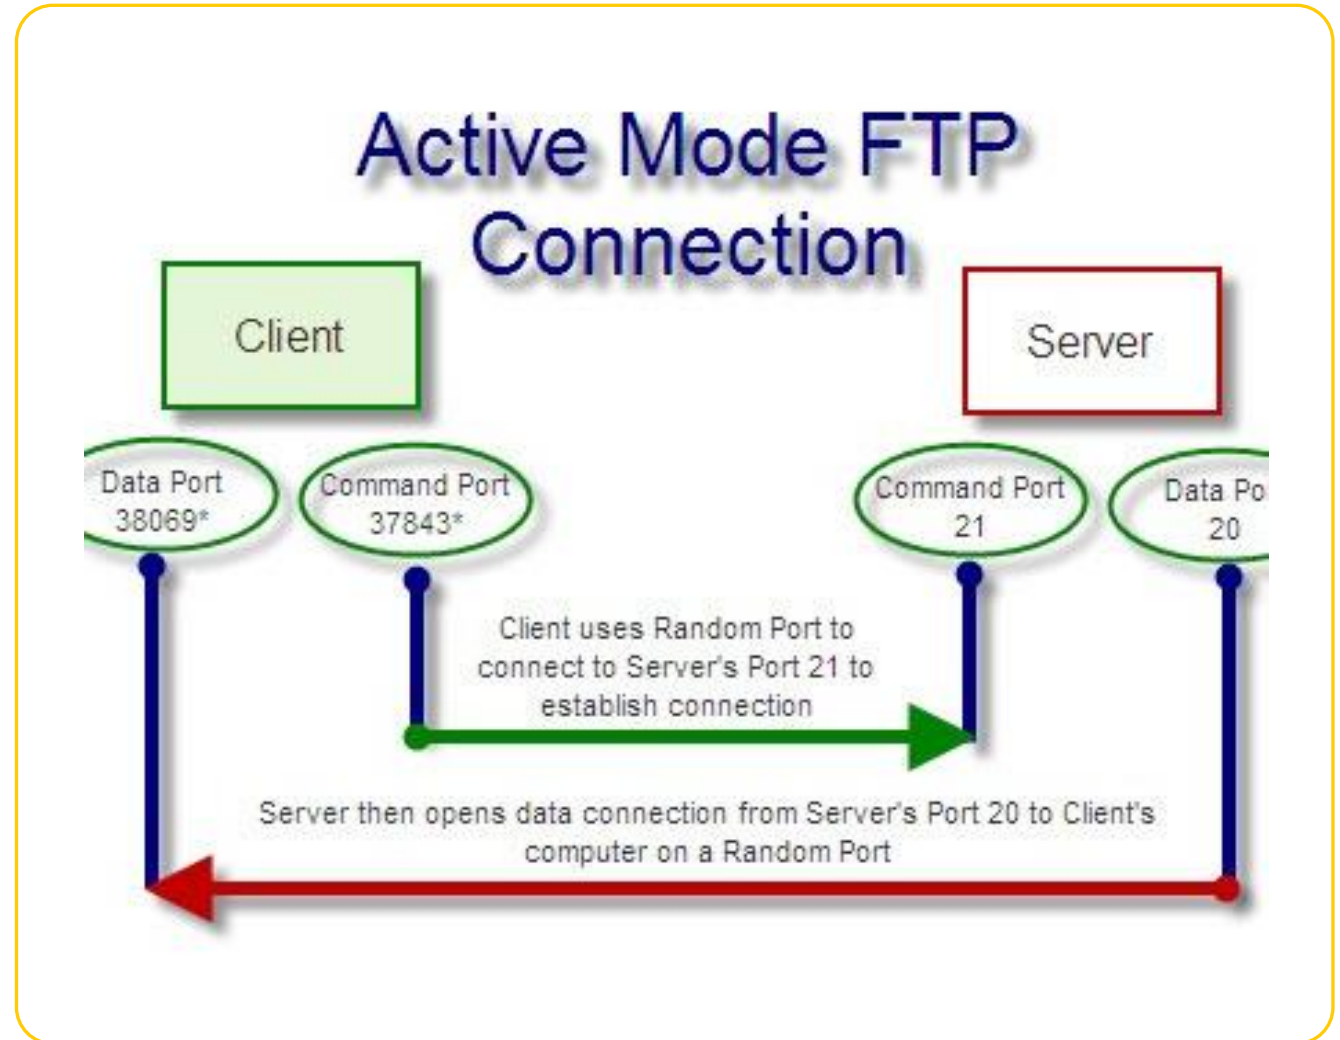 Active Mode FTP
Connection
Client
Server
Data Port
38069*
Command Port
37843*
Command Port
21
Data Po
20
Client uses Random Port to
connect to Server's Port 21 to
establish connection
Server then opens data connection from Server's Port 20 to Client's
computer on a Random Port